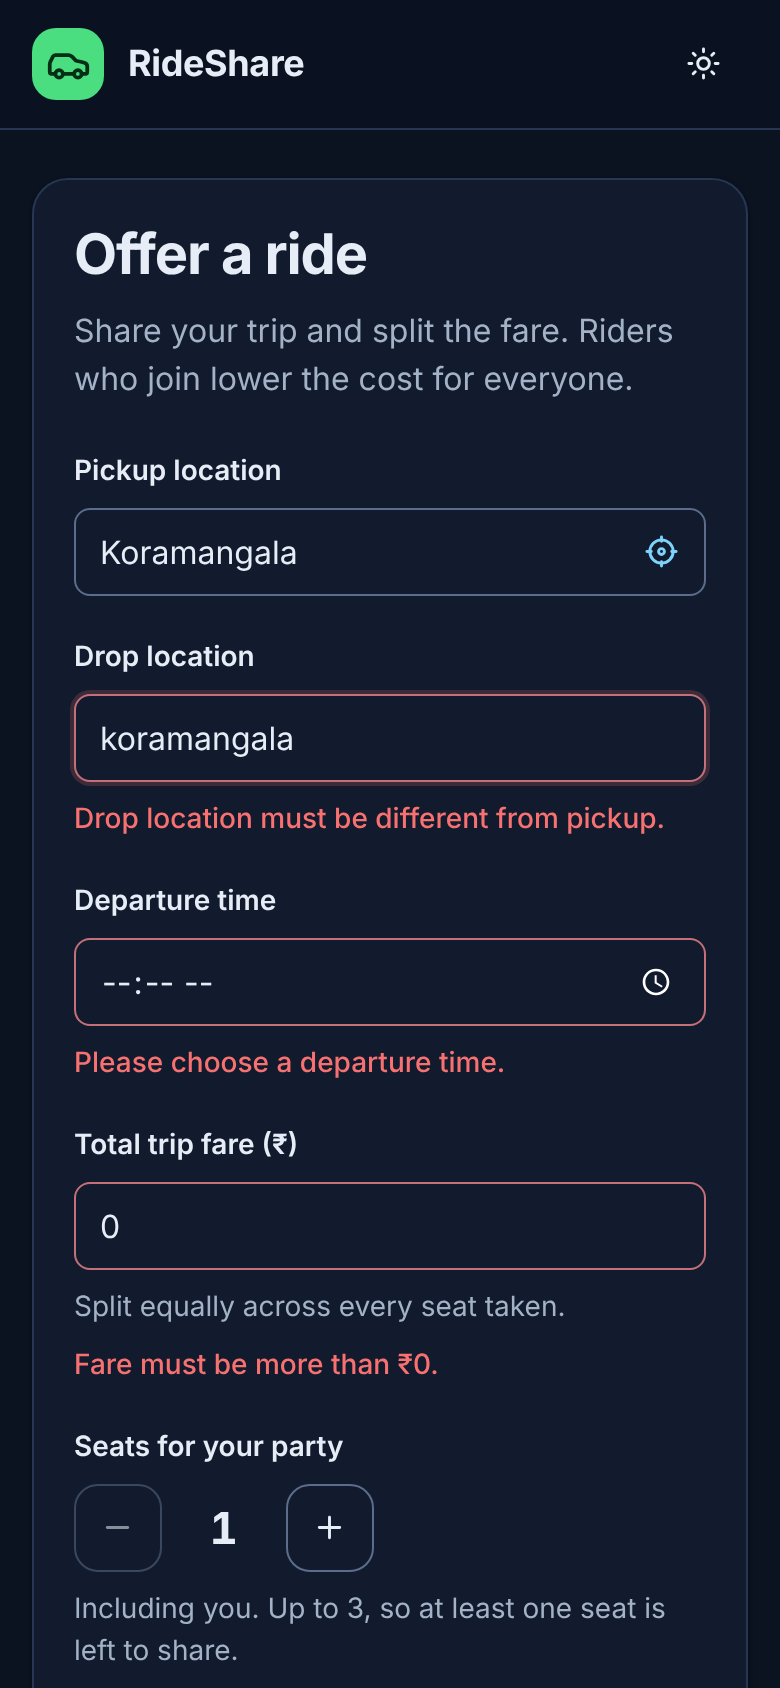 RideShare
Offer a ride
Share your trip and split the fare. Riders
who join lower the cost for everyone.
Pickup location
Koramangala
Drop location
koramangala
Drop location must be different from pickup.
Departure time
--:-- --
Please choose a departure time.
Total trip fare (₹)
0
Split equally across every seat taken.
Fare must be more than ₹0.
Seats for your party
− 1 +
Including you. Up to 3, so at least one seat is
left to share.